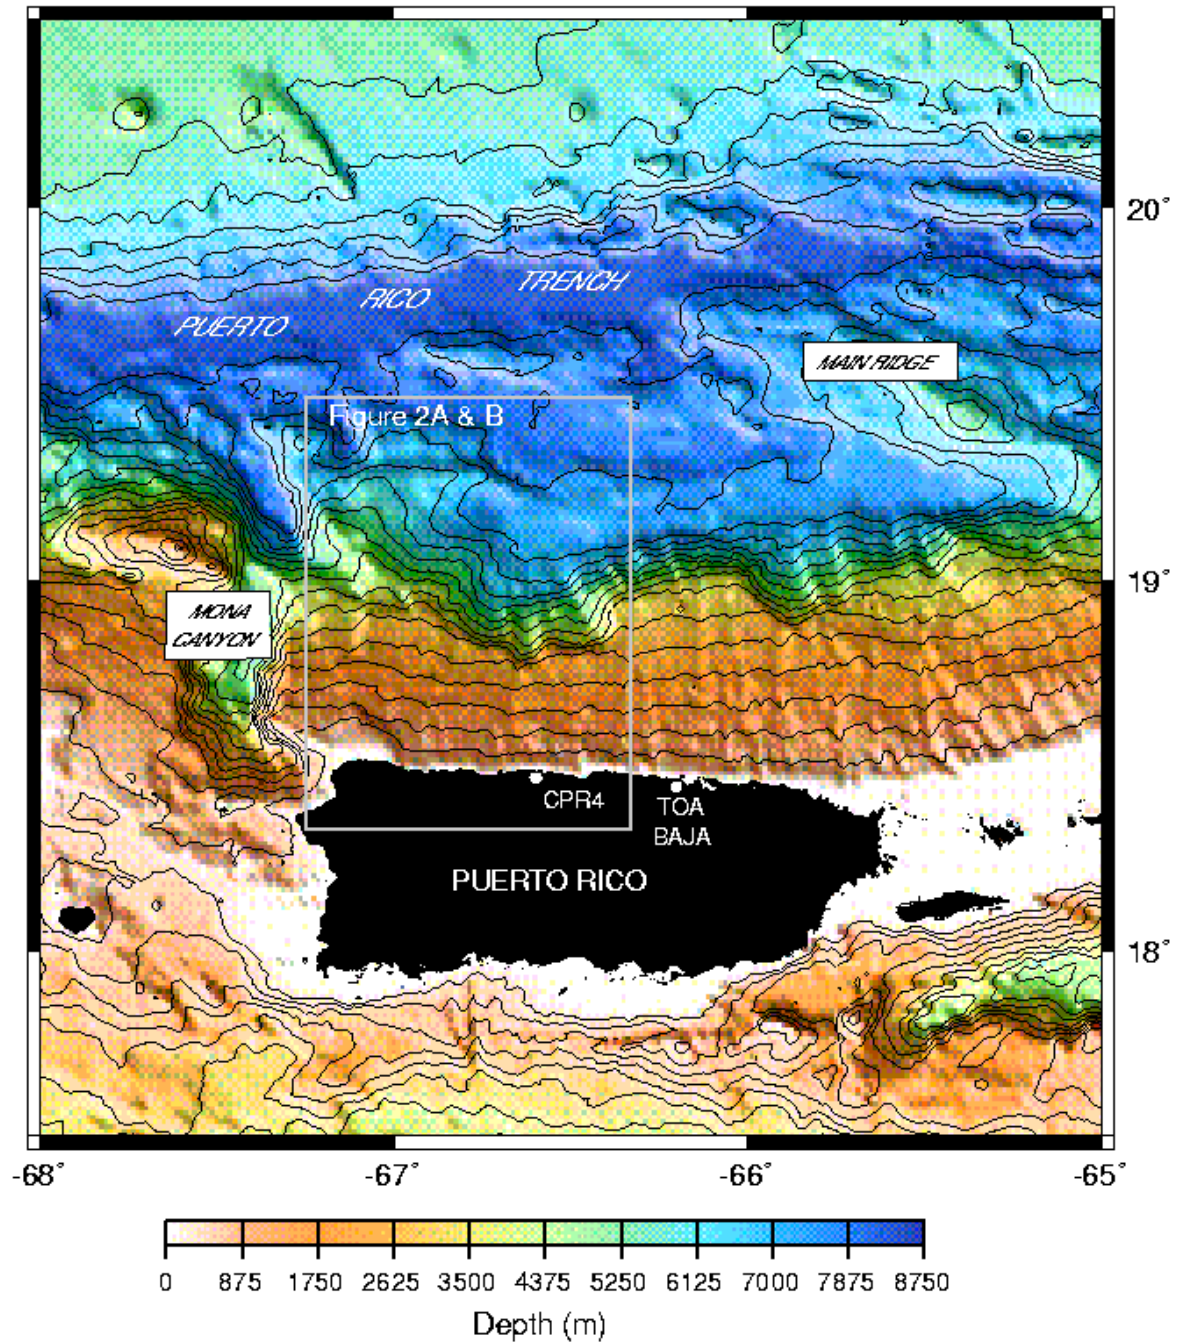 20°
TRENCH
RICO
PUERTO
MAIN RIDGE
Figure 2A & B
19°
MONA
CANYON
CPR4
TOA
BAJA
PUERTO RICO
18°
-68° -67° -66° -65°
0 875 1750 2625 3500 4375 5250 6125 7000 7875 8750
Depth (m)